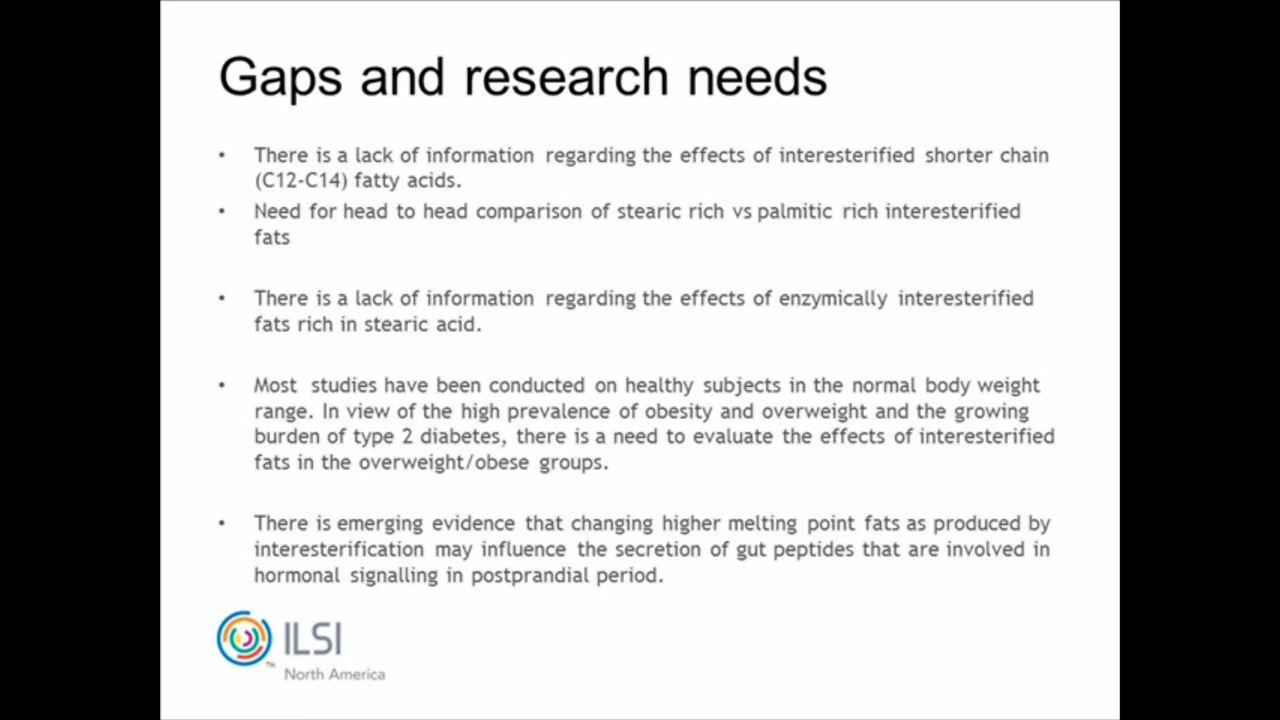 Gaps and research needs
• There is a lack of information regarding the effects of interesterified shorter chain
(C12-C14) fatty acids.
• Need for head to head comparison of stearic rich vs palmitic rich interesterified
fats
• There is a lack of information regarding the effects of enzymically interesterified
fats rich in stearic acid.
• Most studies have been conducted on healthy subjects in the normal body weight
range. In view of the high prevalence of obesity and overweight and the growing
burden of type 2 diabetes, there is a need to evaluate the effects of interesterified
fats in the overweight/obese groups.
• There is emerging evidence that changing higher melting point fats as produced by
interesterification may influence the secretion of gut peptides that are involved in
hormonal signalling in postprandial period.
ILSI
™
North America